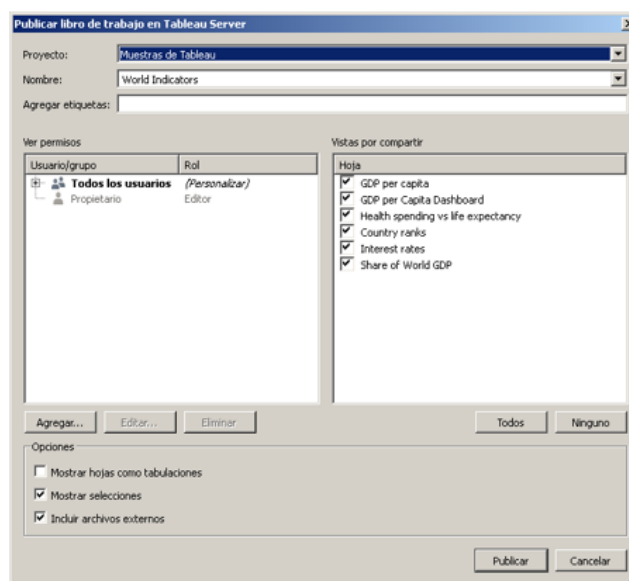 Publicar libro de trabajo en Tableau Server
Proyecto: Muestras de Tableau
Nombre: World Indicators
Agregar etiquetas:
Ver permisos
Usuario/grupo Rol
Todos los usuarios (Personalizar)
Propietario Editor
Vistas por compartir
Hoja
GDP per capita
GDP per Capita Dashboard
Health spending vs life expectancy
Country ranks
Interest rates
Share of World GDP
Agregar... Editar... Eliminar
Todos Ninguno
Opciones
Mostrar hojas como tabulaciones
Mostrar selecciones
Incluir archivos externos
Publicar Cancelar